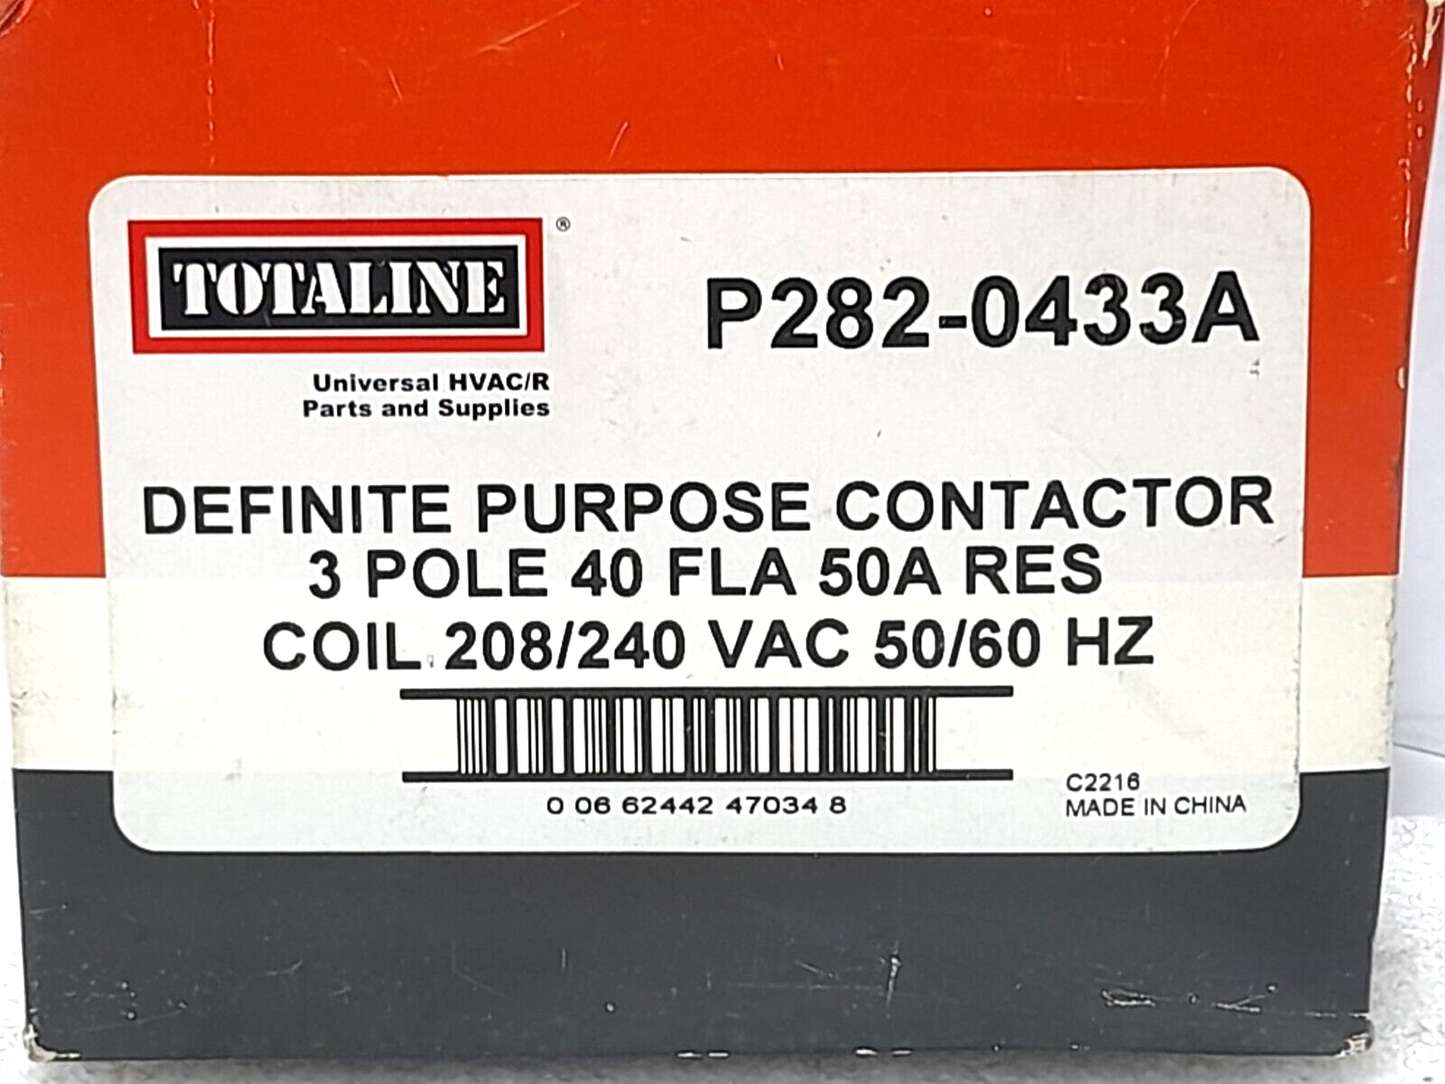 TOTALINE ®
P282-0433A
Universal HVAC/R
Parts and Supplies
DEFINITE PURPOSE CONTACTOR
3 POLE 40 FLA 50A RES
COIL 208/240 VAC 50/60 HZ
0 06 62442 47034 8
C2216
MADE IN CHINA